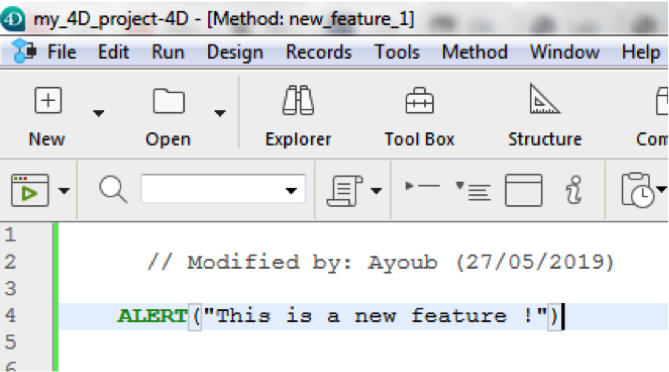 4D my_4D_project-4D - [Method: new_feature_1]
File Edit Run Design Records Tools Method Window Help
New Open Explorer Tool Box Structure Com
1
2 // Modified by: Ayoub (27/05/2019)
3
4 ALERT("This is a new feature !")
5
6